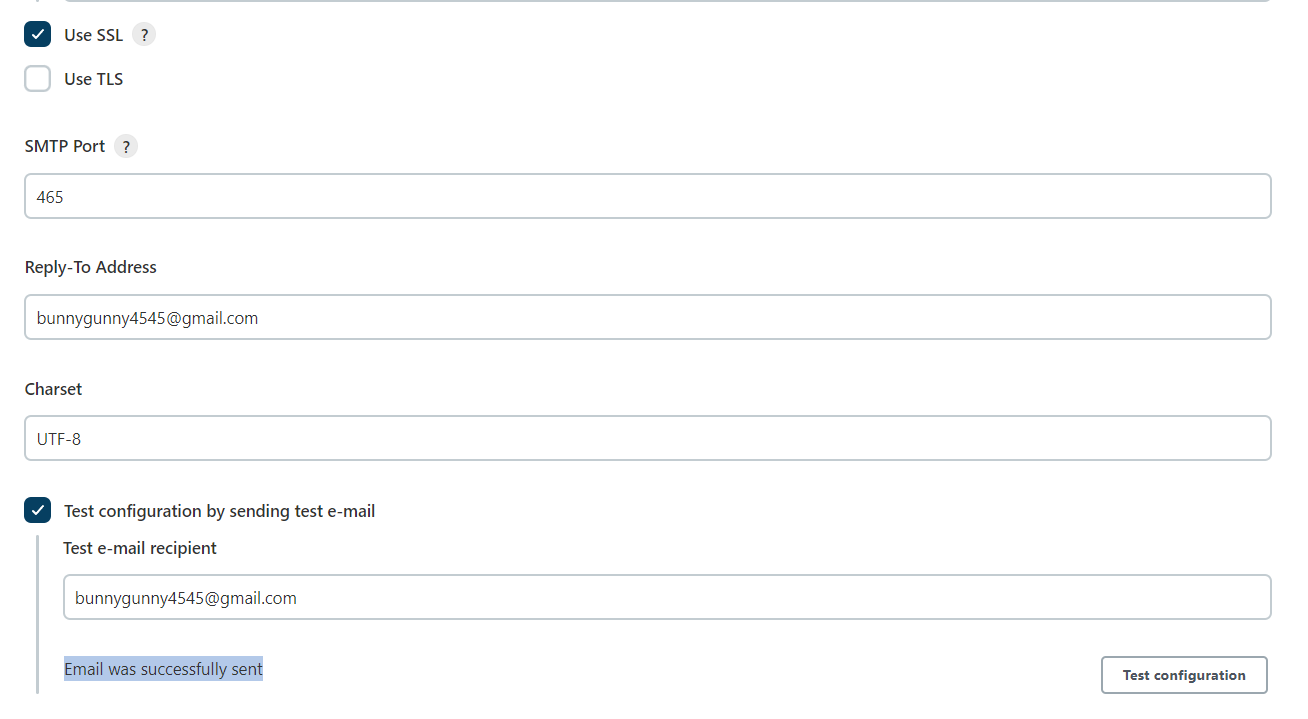 Use SSL ?
Use TLS
SMTP Port ?
465
Reply-To Address
bunnygunny4545@gmail.com
Charset
UTF-8
Test configuration by sending test e-mail
Test e-mail recipient
bunnygunny4545@gmail.com
Email was successfully sent
Test configuration